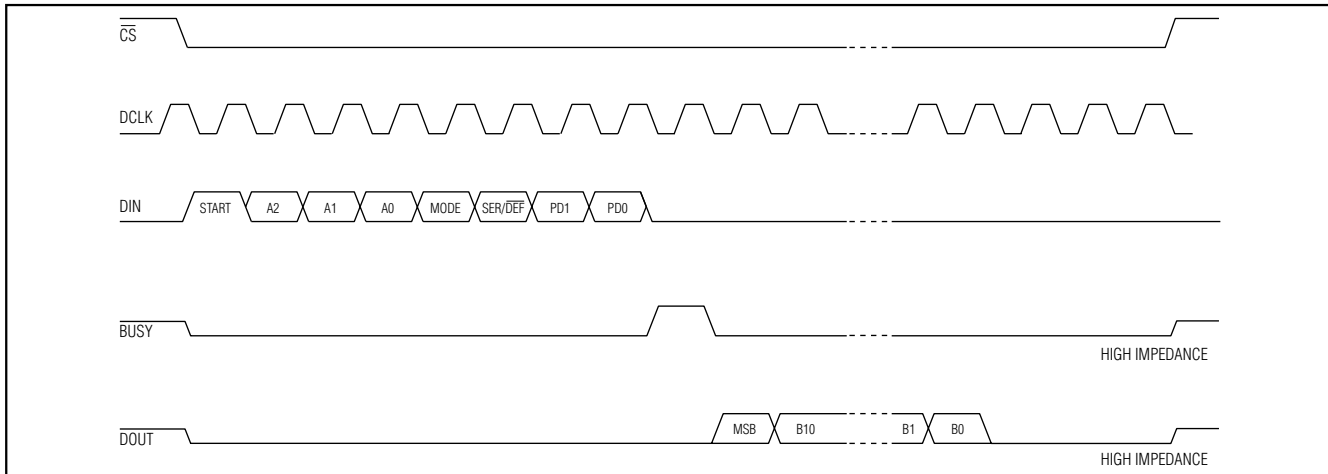 CS
DCLK
DIN START A2 A1 A0 MODE SER/DEF PD1 PD0
BUSY
HIGH IMPEDANCE
DOUT MSB B10 B1 B0
HIGH IMPEDANCE